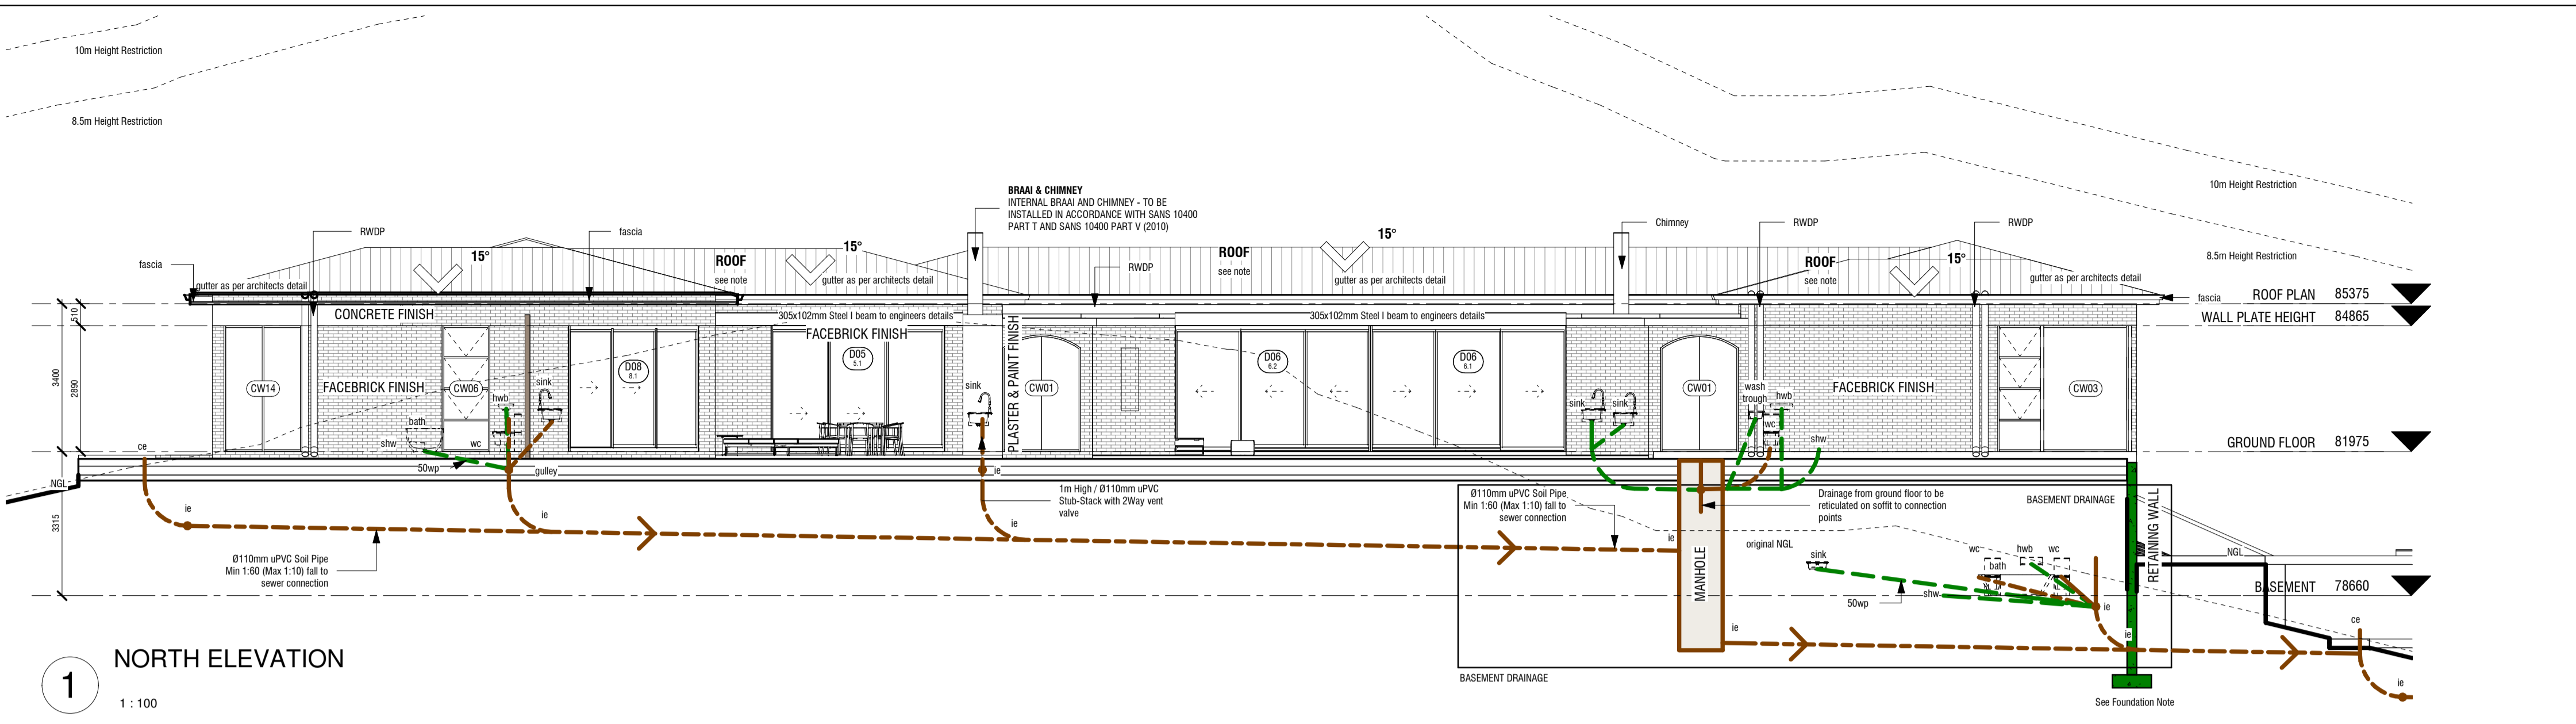 10m Height Restriction
8.5m Height Restriction
10m Height Restriction
8.5m Height Restriction
BRAAI & CHIMNEY
INTERNAL BRAAI AND CHIMNEY - TO BE
INSTALLED IN ACCORDANCE WITH SANS 10400
PART T AND SANS 10400 PART V (2010)
RWDP
fascia
Chimney
RWDP
RWDP
fascia
15°
ROOF
see note
15°
RWDP
ROOF
see note
15°
ROOF
see note
15°
gutter as per architects detail
gutter as per architects detail
gutter as per architects detail
gutter as per architects detail
fascia
ROOF PLAN 85375
WALL PLATE HEIGHT 84865
510
3400
2890
3315
CONCRETE FINISH
305x102mm Steel I beam to engineers details
305x102mm Steel I beam to engineers details
FACEBRICK FINISH
PLASTER & PAINT FINISH
CW14
FACEBRICK FINISH
CW06
D08
8.1
D05
5.1
CW01
D06
6.2
D06
6.1
CW01
FACEBRICK FINISH
CW03
sink
hwb
bath
shw
wc
50wp
gulley
sink
sink
sink
wash
trough
hwb
wc
shw
ce
NGL
ie
ie
ie
ie
GROUND FLOOR 81975
1m High / Ø110mm uPVC
Stub-Stack with 2Way vent
valve
Ø110mm uPVC Soil Pipe
Min 1:60 (Max 1:10) fall to
sewer connection
Drainage from ground floor to be
reticulated on soffit to connection
points
BASEMENT DRAINAGE
RETAINING WALL
Ø110mm uPVC Soil Pipe
Min 1:60 (Max 1:10) fall to
sewer connection
ie
MANHOLE
original NGL
sink
wc
bath
hwb
wc
shw
50wp
ie
NGL
BASEMENT 78660
ie
ie
ce
ie
BASEMENT DRAINAGE
See Foundation Note
1
NORTH ELEVATION
1 : 100